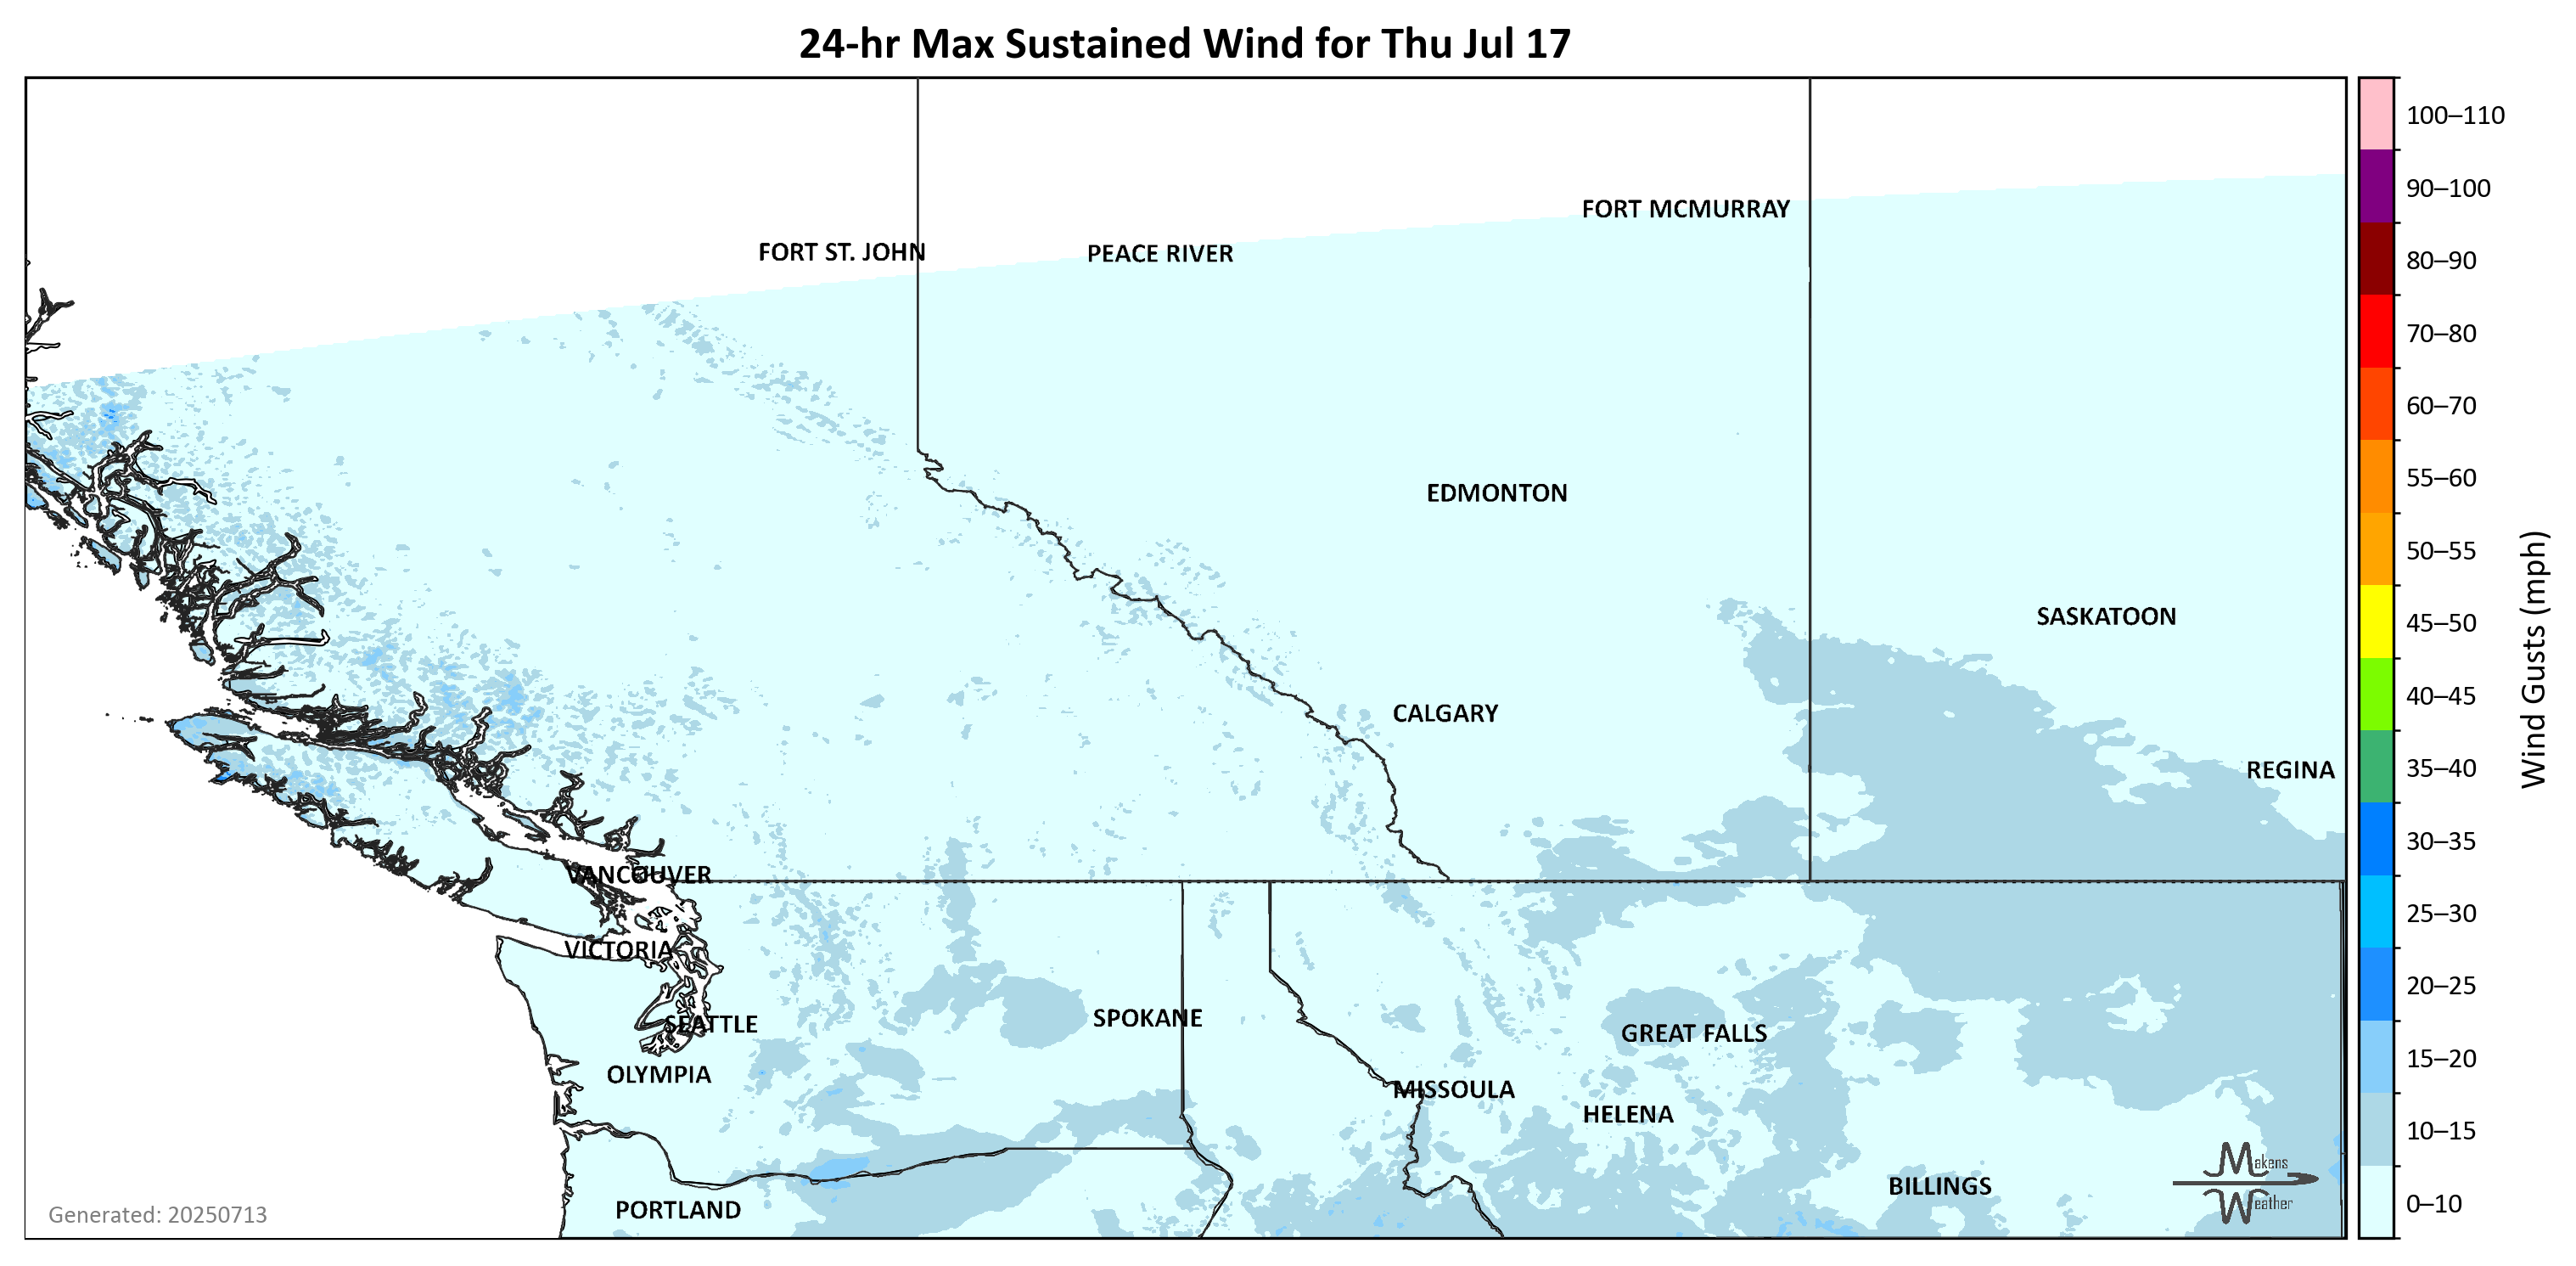 24-hr Max Sustained Wind for Thu Jul 17
100–110
90–100
80–90
70–80
60–70
55–60
50–55
45–50
40–45
35–40
30–35
25–30
20–25
15–20
10–15
0–10
Wind Gusts (mph)
FORT MCMURRAY
FORT ST. JOHN
PEACE RIVER
EDMONTON
SASKATOON
CALGARY
REGINA
VANCOUVER
VICTORIA
SPOKANE
SEATTLE
GREAT FALLS
OLYMPIA
MISSOULA
HELENA
BILLINGS
PORTLAND
Makens
Weather
Generated: 20250713